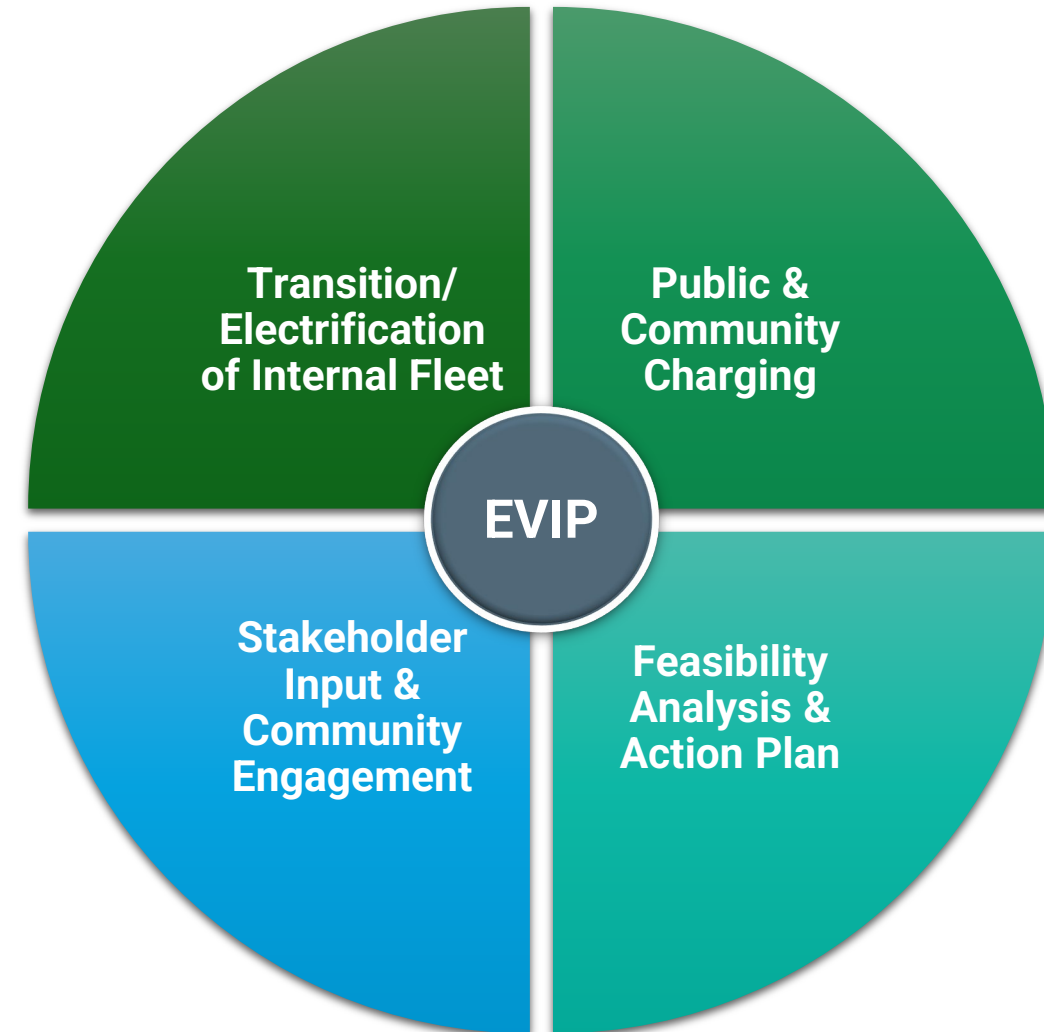 Transition/
Electrification
of Internal Fleet
Public &
Community
Charging
EVIP
Stakeholder
Input &
Community
Engagement
Feasibility
Analysis &
Action Plan